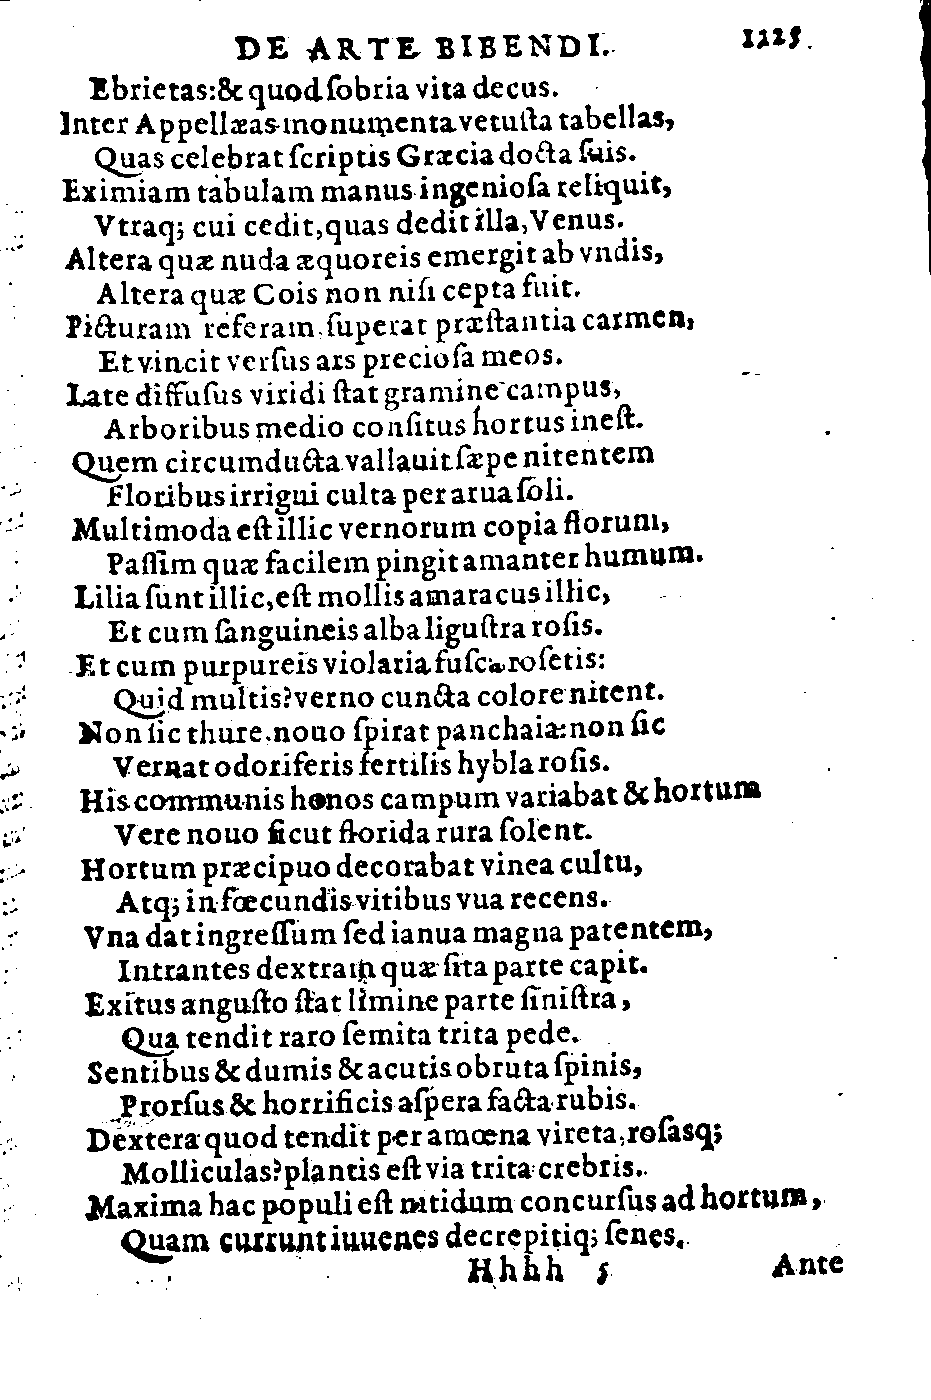 DE ARTE BIBENDI. 1225.
Ebrietas: & quod ſobria vita decus.
Inter Appellæas monumenta vetuſta tabellas,
Quas celebrat ſcriptis Græcia docta ſuis.
Eximiam tabulam manus ingenioſa reliquit,
Vtraq; cui cedit, quas dedit illa, Venus.
Altera quæ nuda æquoreis emergit ab vndis,
Altera quæ Cois non niſi cepta fuit.
Picturam referam, ſuperat præſtantia carmen,
Et vincit verſus ars precioſa meos.
Late diffuſus viridi ſtat gramine campus,
Arboribus medio conſitus hortus ineſt.
Quem circumducta vallauit ſæpe nitentem
Floribus irrigui culta per arua ſoli.
Multimoda eſt illic vernorum copia florum,
Paſſim quæ facilem pingit amanter humum.
Lilia ſunt illic, eſt mollis amaracus illic,
Et cum ſanguineis alba liguſtra roſis.
Et cum purpureis violaria fuſca roſetis:
Quid multis? verno cuncta colore nitent.
Non ſic thure nouo ſpirat panchaia: non ſic
Vernat odoriferis fertilis hybla roſis.
His communis honos campum variabat & hortum
Vere nouo ſicut florida rura ſolent.
Hortum præcipuo decorabat vinea cultu,
Atq; in fœcundis vitibus vua recens.
Vna dat ingreſſum ſed ianua magna patentem,
Intrantes dextram quæ ſita parte capit.
Exitus anguſto ſtat limine parte ſiniſtra,
Qua tendit raro ſemita trita pede.
Sentibus & dumis & acutis obruta ſpinis,
Prorſus & horrificis aſpera facta rubis.
Dextera quod tendit per amœna vireta, roſasq;
Molliculas? plantis eſt via trita crebris.
Maxima hac populi eſt nitidum concurſus ad hortum,
Quam currunt iuuenes decrepitiq; ſenes.
Hhhh 5 Ante